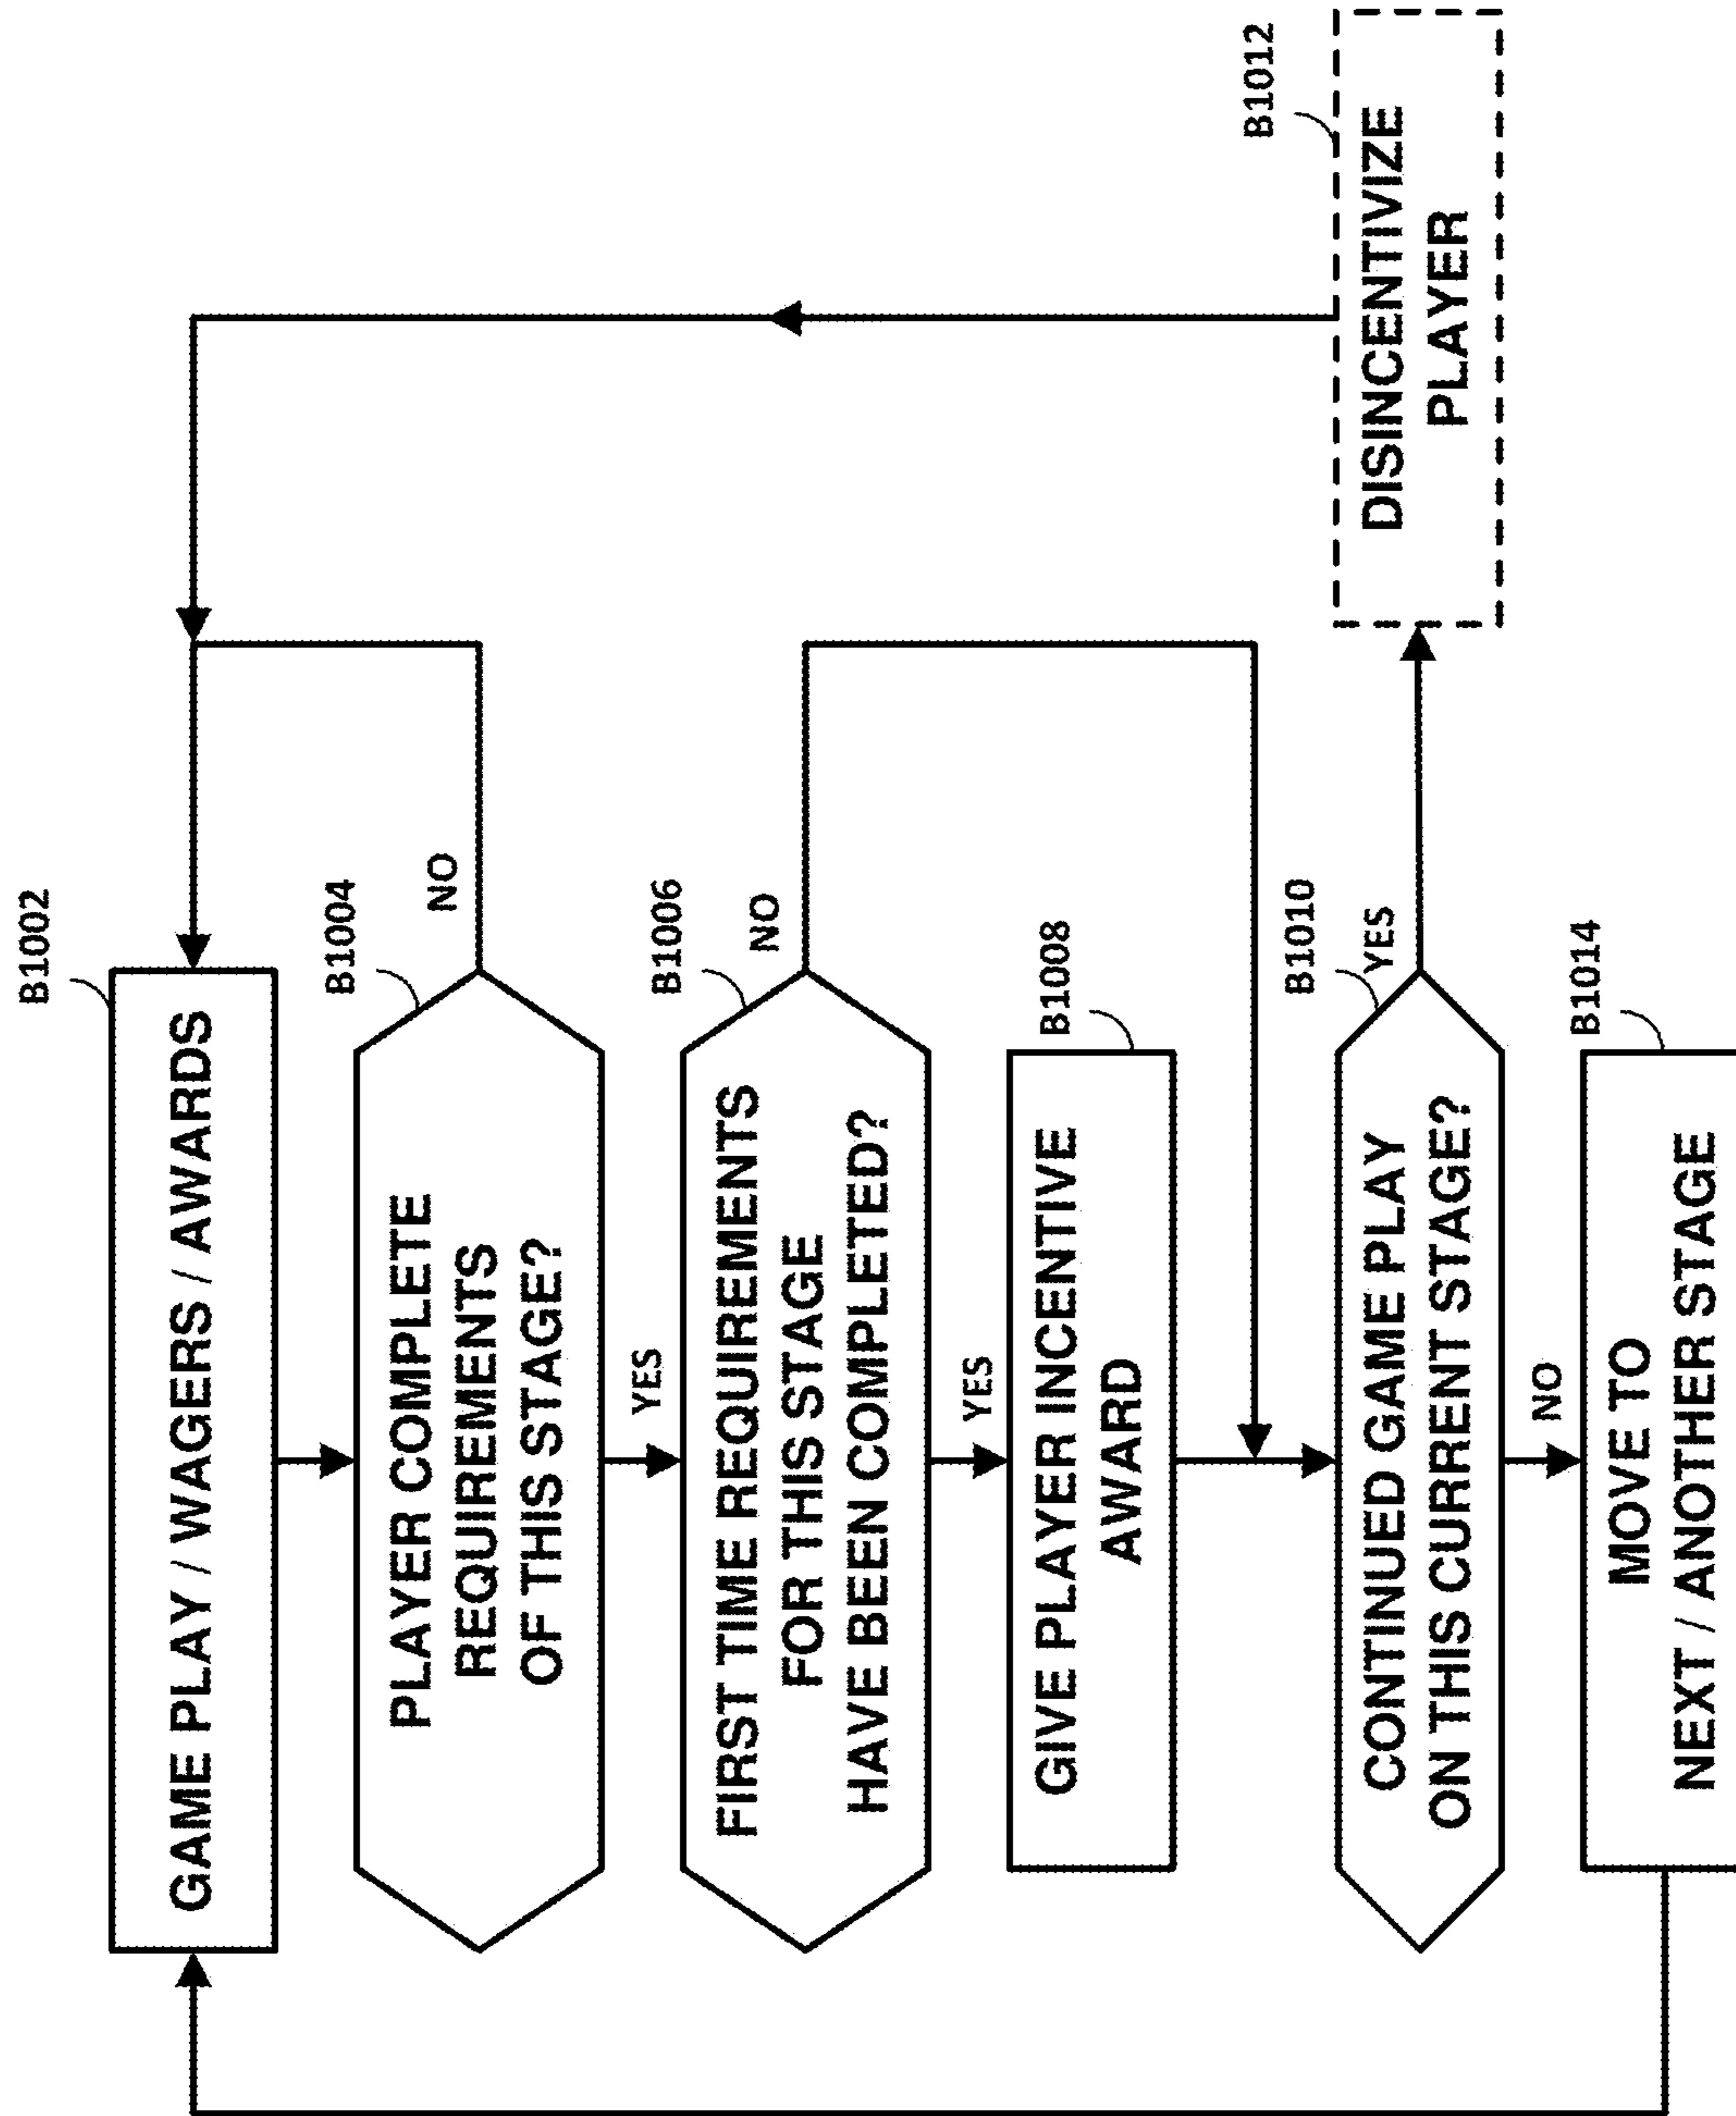 B1002
GAME PLAY / WAGERS / AWARDS
B1004
PLAYER COMPLETE
REQUIREMENTS
OF THIS STAGE?
NO
YES
B1006
FIRST TIME REQUIREMENTS
FOR THIS STAGE
HAVE BEEN COMPLETED?
NO
YES
B1008
GIVE PLAYER INCENTIVE
AWARD
B1010
CONTINUED GAME PLAY
ON THIS CURRENT STAGE?
YES
B1012
DISINCENTIVIZE
PLAYER
NO
B1014
MOVE TO
NEXT / ANOTHER STAGE